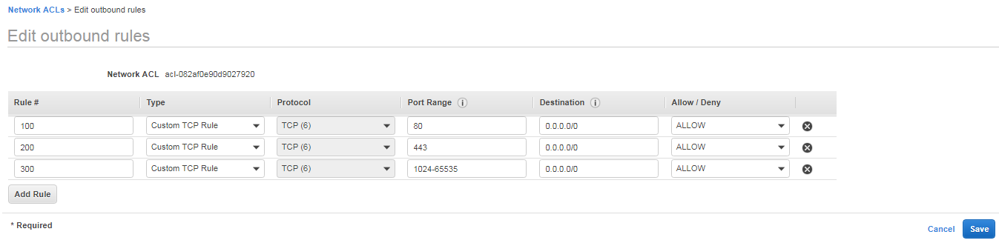 Network ACLs > Edit outbound rules
Edit outbound rules
Network ACL acl-082af0e90d9027920
Rule # Type Protocol Port Range i Destination i Allow / Deny
100 Custom TCP Rule TCP (6) 80 0.0.0.0/0 ALLOW
200 Custom TCP Rule TCP (6) 443 0.0.0.0/0 ALLOW
300 Custom TCP Rule TCP (6) 1024-65535 0.0.0.0/0 ALLOW
Add Rule
* Required
Cancel Save